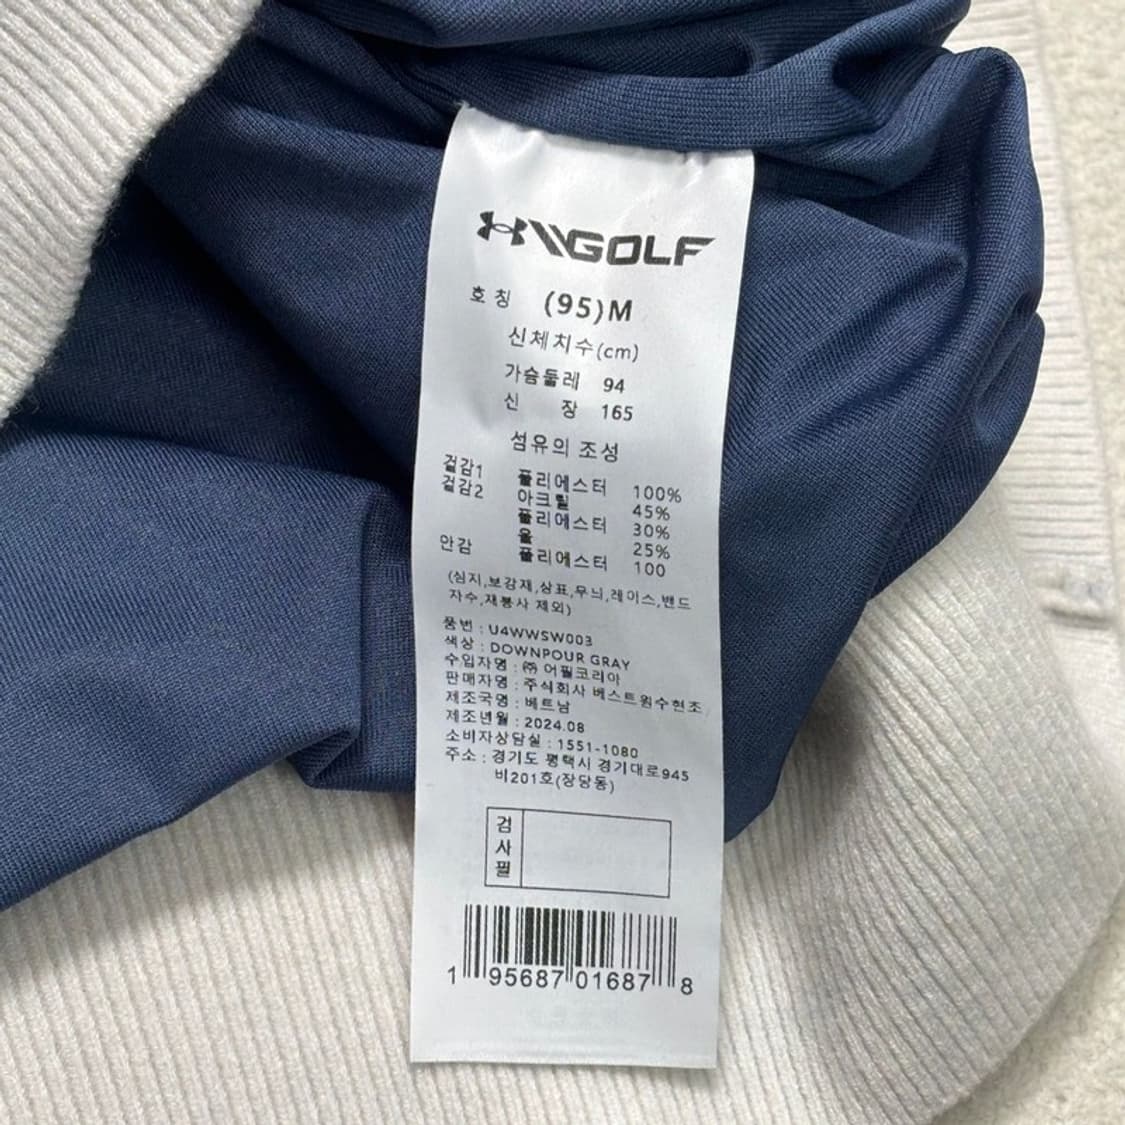 GOLF
호칭 (95)M
신체치수(cm)
가슴둘레 94
신 장 165
섬유의 조성
겉감1 폴리에스터 100%
겉감2 아크릴 45%
폴리에스터 30%
울 25%
안감 폴리에스터 100
(심지,보강재,상표,무늬,레이스,밴드
자수,재봉사 제외)
품번 : U4WWSW003
색상 : DOWNPOUR GRAY
수입자명 : ㈜ 어필코리아
판매자명 : 주식회사 베스트원수현조
제조국명 : 베트남
제조년월 : 2024.08
소비자상담실 : 1551-1080
주소 : 경기도 평택시 경기대로945
비201호(장당동)
검사필
1 95687 01687 8